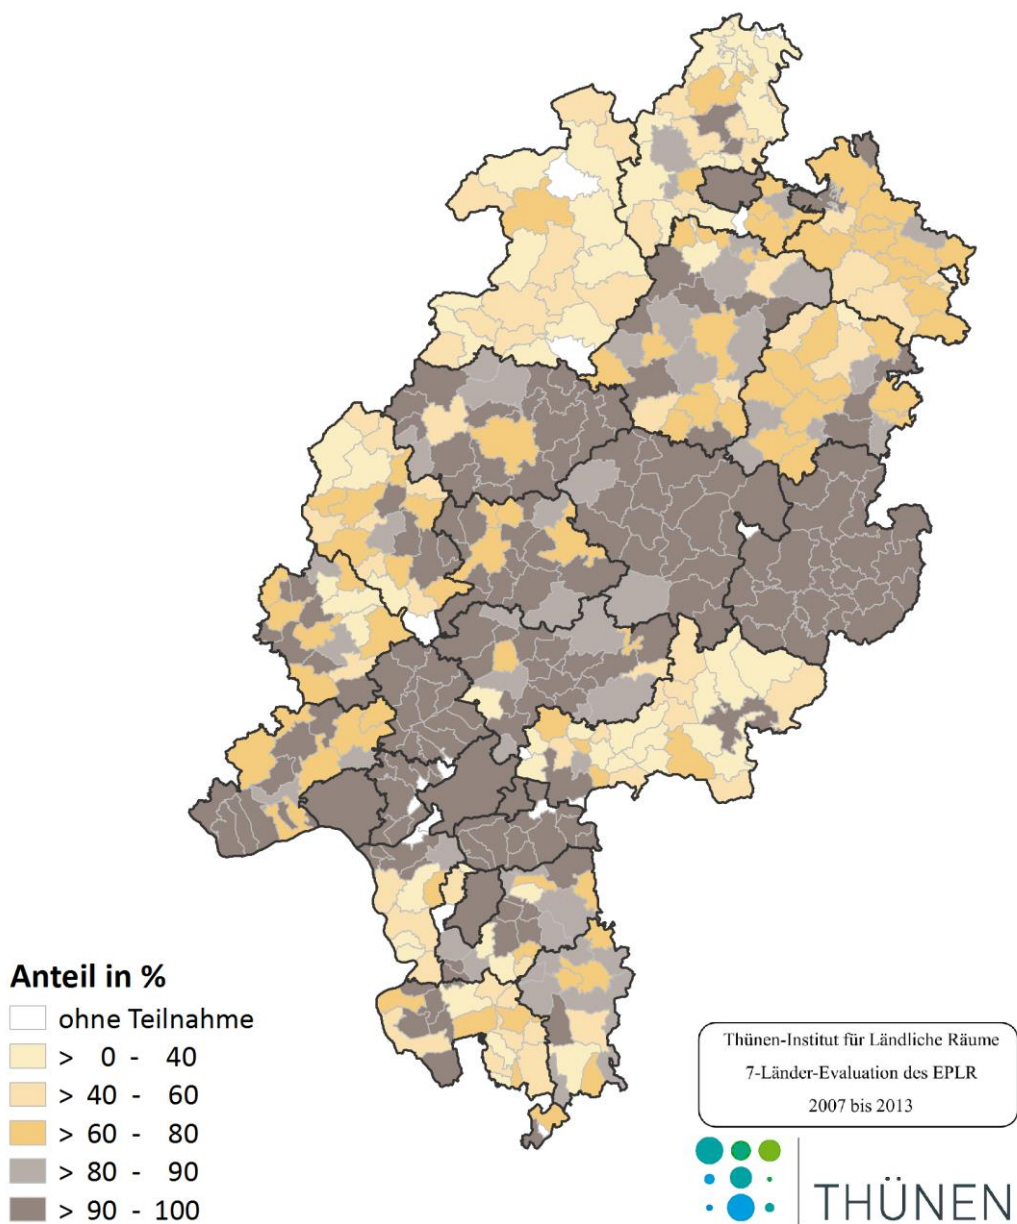 Anteil in %
ohne Teilnahme
> 0 - 40
> 40 - 60
> 60 - 80
> 80 - 90
> 90 - 100
Thünen-Institut für Ländliche Räume
7-Länder-Evaluation des EPLR
2007 bis 2013
THÜNEN